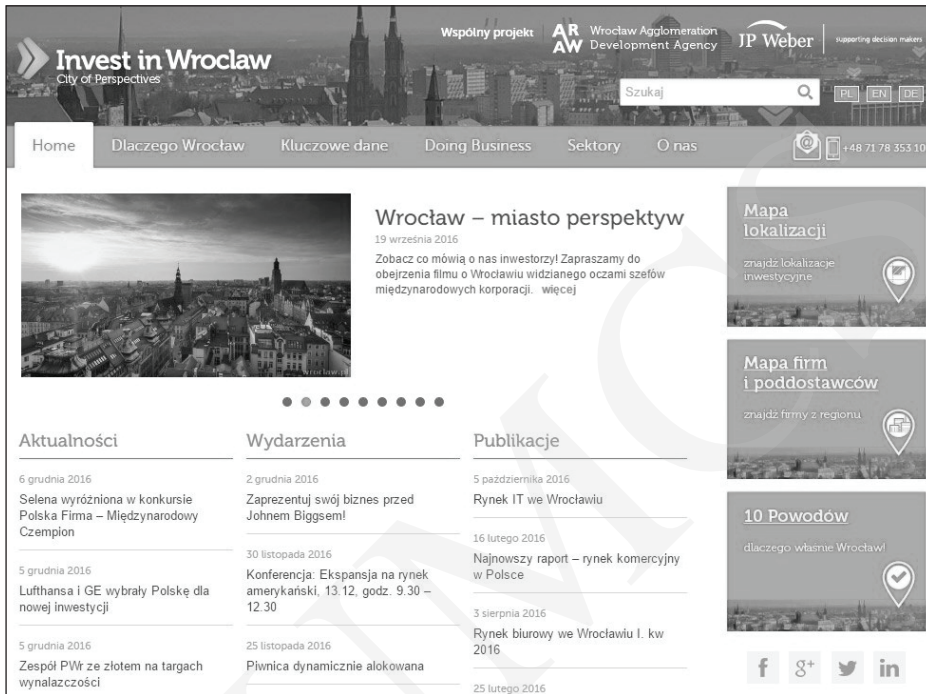 Wspólny projekt
AR
AW
Wrocław Agglomeration
Development Agency
JP Weber
supporting decision makers
Invest in Wroclaw
City of Perspectives
Szukaj
PL EN DE
Home Dlaczego Wrocław Kluczowe dane Doing Business Sektory O nas
+48 71 78 353 10
Wrocław – miasto perspektyw
19 września 2016
Zobacz co mówią o nas inwestorzy! Zapraszamy do
obejrzenia filmu o Wrocławiu widzianego oczami szefów
międzynarodowych korporacji. więcej
wroclaw.pl
Mapa
lokalizacji
znajdź lokalizacje
inwestycyjne
Mapa firm
i poddostawców
znajdź firmy z regionu
10 Powodów
dlaczego właśnie Wrocław!
Aktualności
6 grudnia 2016
Selena wyróżniona w konkursie
Polska Firma – Międzynarodowy
Czempion
5 grudnia 2016
Lufthansa i GE wybrały Polskę dla
nowej inwestycji
5 grudnia 2016
Zespół PWr ze złotem na targach
wynalazczości
Wydarzenia
2 grudnia 2016
Zaprezentuj swój biznes przed
Johnem Biggsem!
30 listopada 2016
Konferencja: Ekspansja na rynek
amerykański, 13.12, godz. 9.30 –
12.30
25 listopada 2016
Piwnica dynamicznie alokowana
Publikacje
5 października 2016
Rynek IT we Wrocławiu
16 lutego 2016
Najnowszy raport – rynek komercyjny
w Polsce
3 sierpnia 2016
Rynek biurowy we Wrocławiu I. kw
2016
25 lutego 2016
f g+ in
UMCS